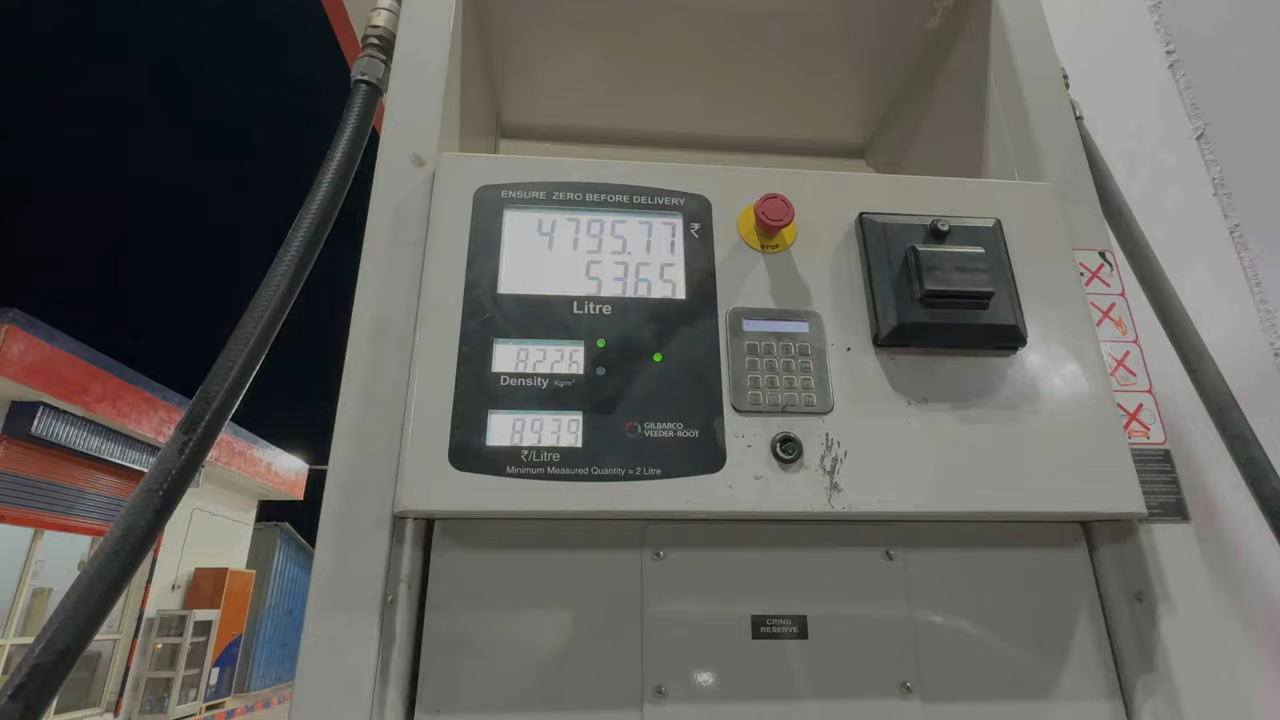 ENSURE ZERO BEFORE DELIVERY
4795.77
₹
53.65
Litre
822.6
Density Kg/m³
89.39
₹/Litre
GILBARCO
VEEDER-ROOT
Minimum Measured Quantity = 2 Litre
STOP
CRIND
RESERVE